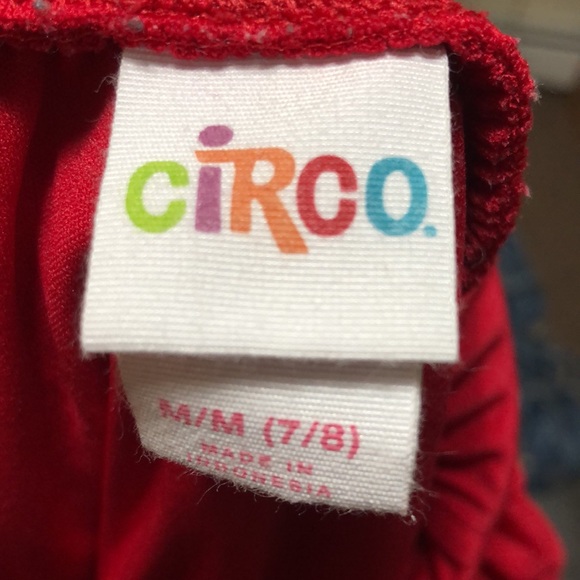 CiRCO.
M/M (7/8)
MADE IN
INDONESIA